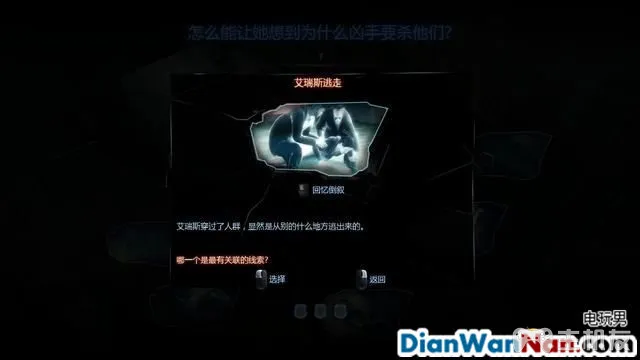 怎么能让她想到为什么凶手要杀他们?
艾瑞斯逃走
回忆倒叙
艾瑞斯穿过了人群，显然是从别的什么地方逃出来的。
哪一个是最有关联的线索?
选择
返回
电玩男
DianWanNan.com